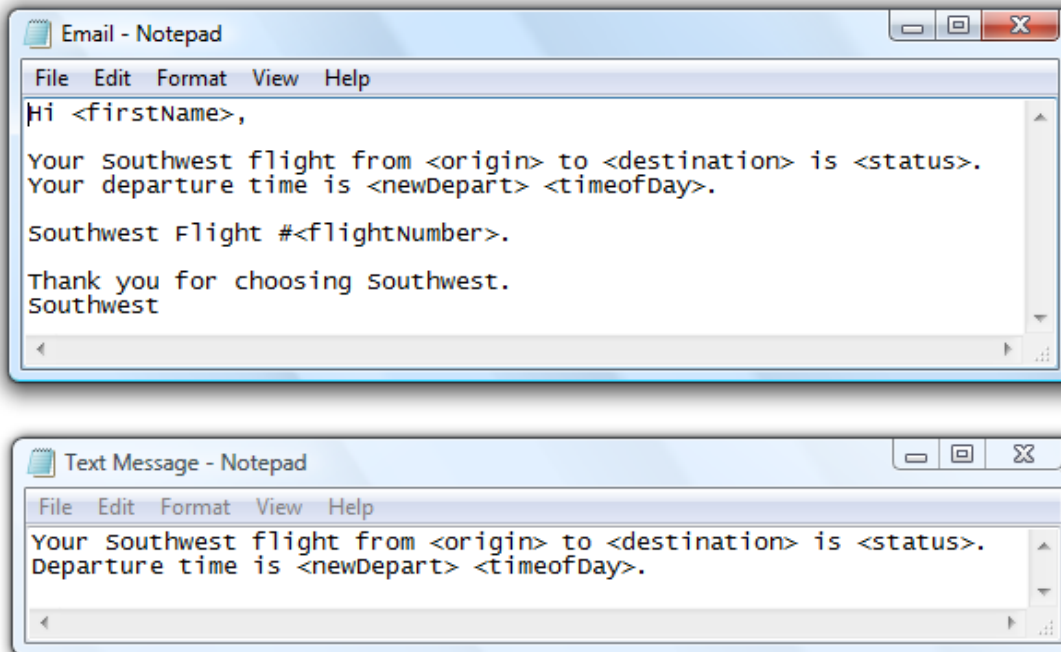 Email - Notepad
File Edit Format View Help
Hi <firstName>,
Your Southwest flight from <origin> to <destination> is <status>.
Your departure time is <newDepart> <timeofDay>.
Southwest Flight #<flightNumber>.
Thank you for choosing Southwest.
Southwest
Text Message - Notepad
File Edit Format View Help
Your Southwest flight from <origin> to <destination> is <status>.
Departure time is <newDepart> <timeofDay>.